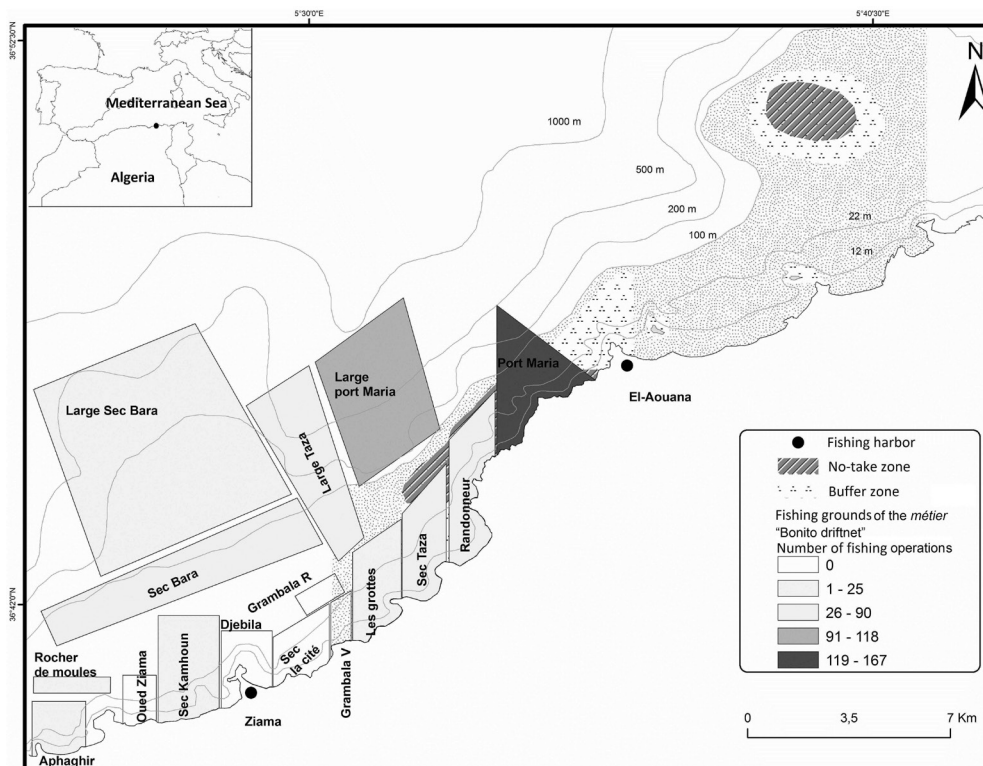 5°30'0"E
5°40'30"E
36°52'30"N
36°42'0"N
Mediterranean Sea
Algeria
N
1000 m
500 m
200 m
100 m
22 m
12 m
Large Sec Bara
Large
port Maria
Large Taza
Port Maria
El-Aouana
Sec Bara
Randonneur
Sec Taza
Les grottes
Grambala R
Grambala V
Sec
la cité
Djebila
Sec Kamhoun
Oued Ziama
Rocher
de moules
Ziama
Aphaghir
Fishing harbor
No-take zone
Buffer zone
Fishing grounds of the métier
“Bonito driftnet”
Number of fishing operations
0
1 - 25
26 - 90
91 - 118
119 - 167
0 3,5 7 Km